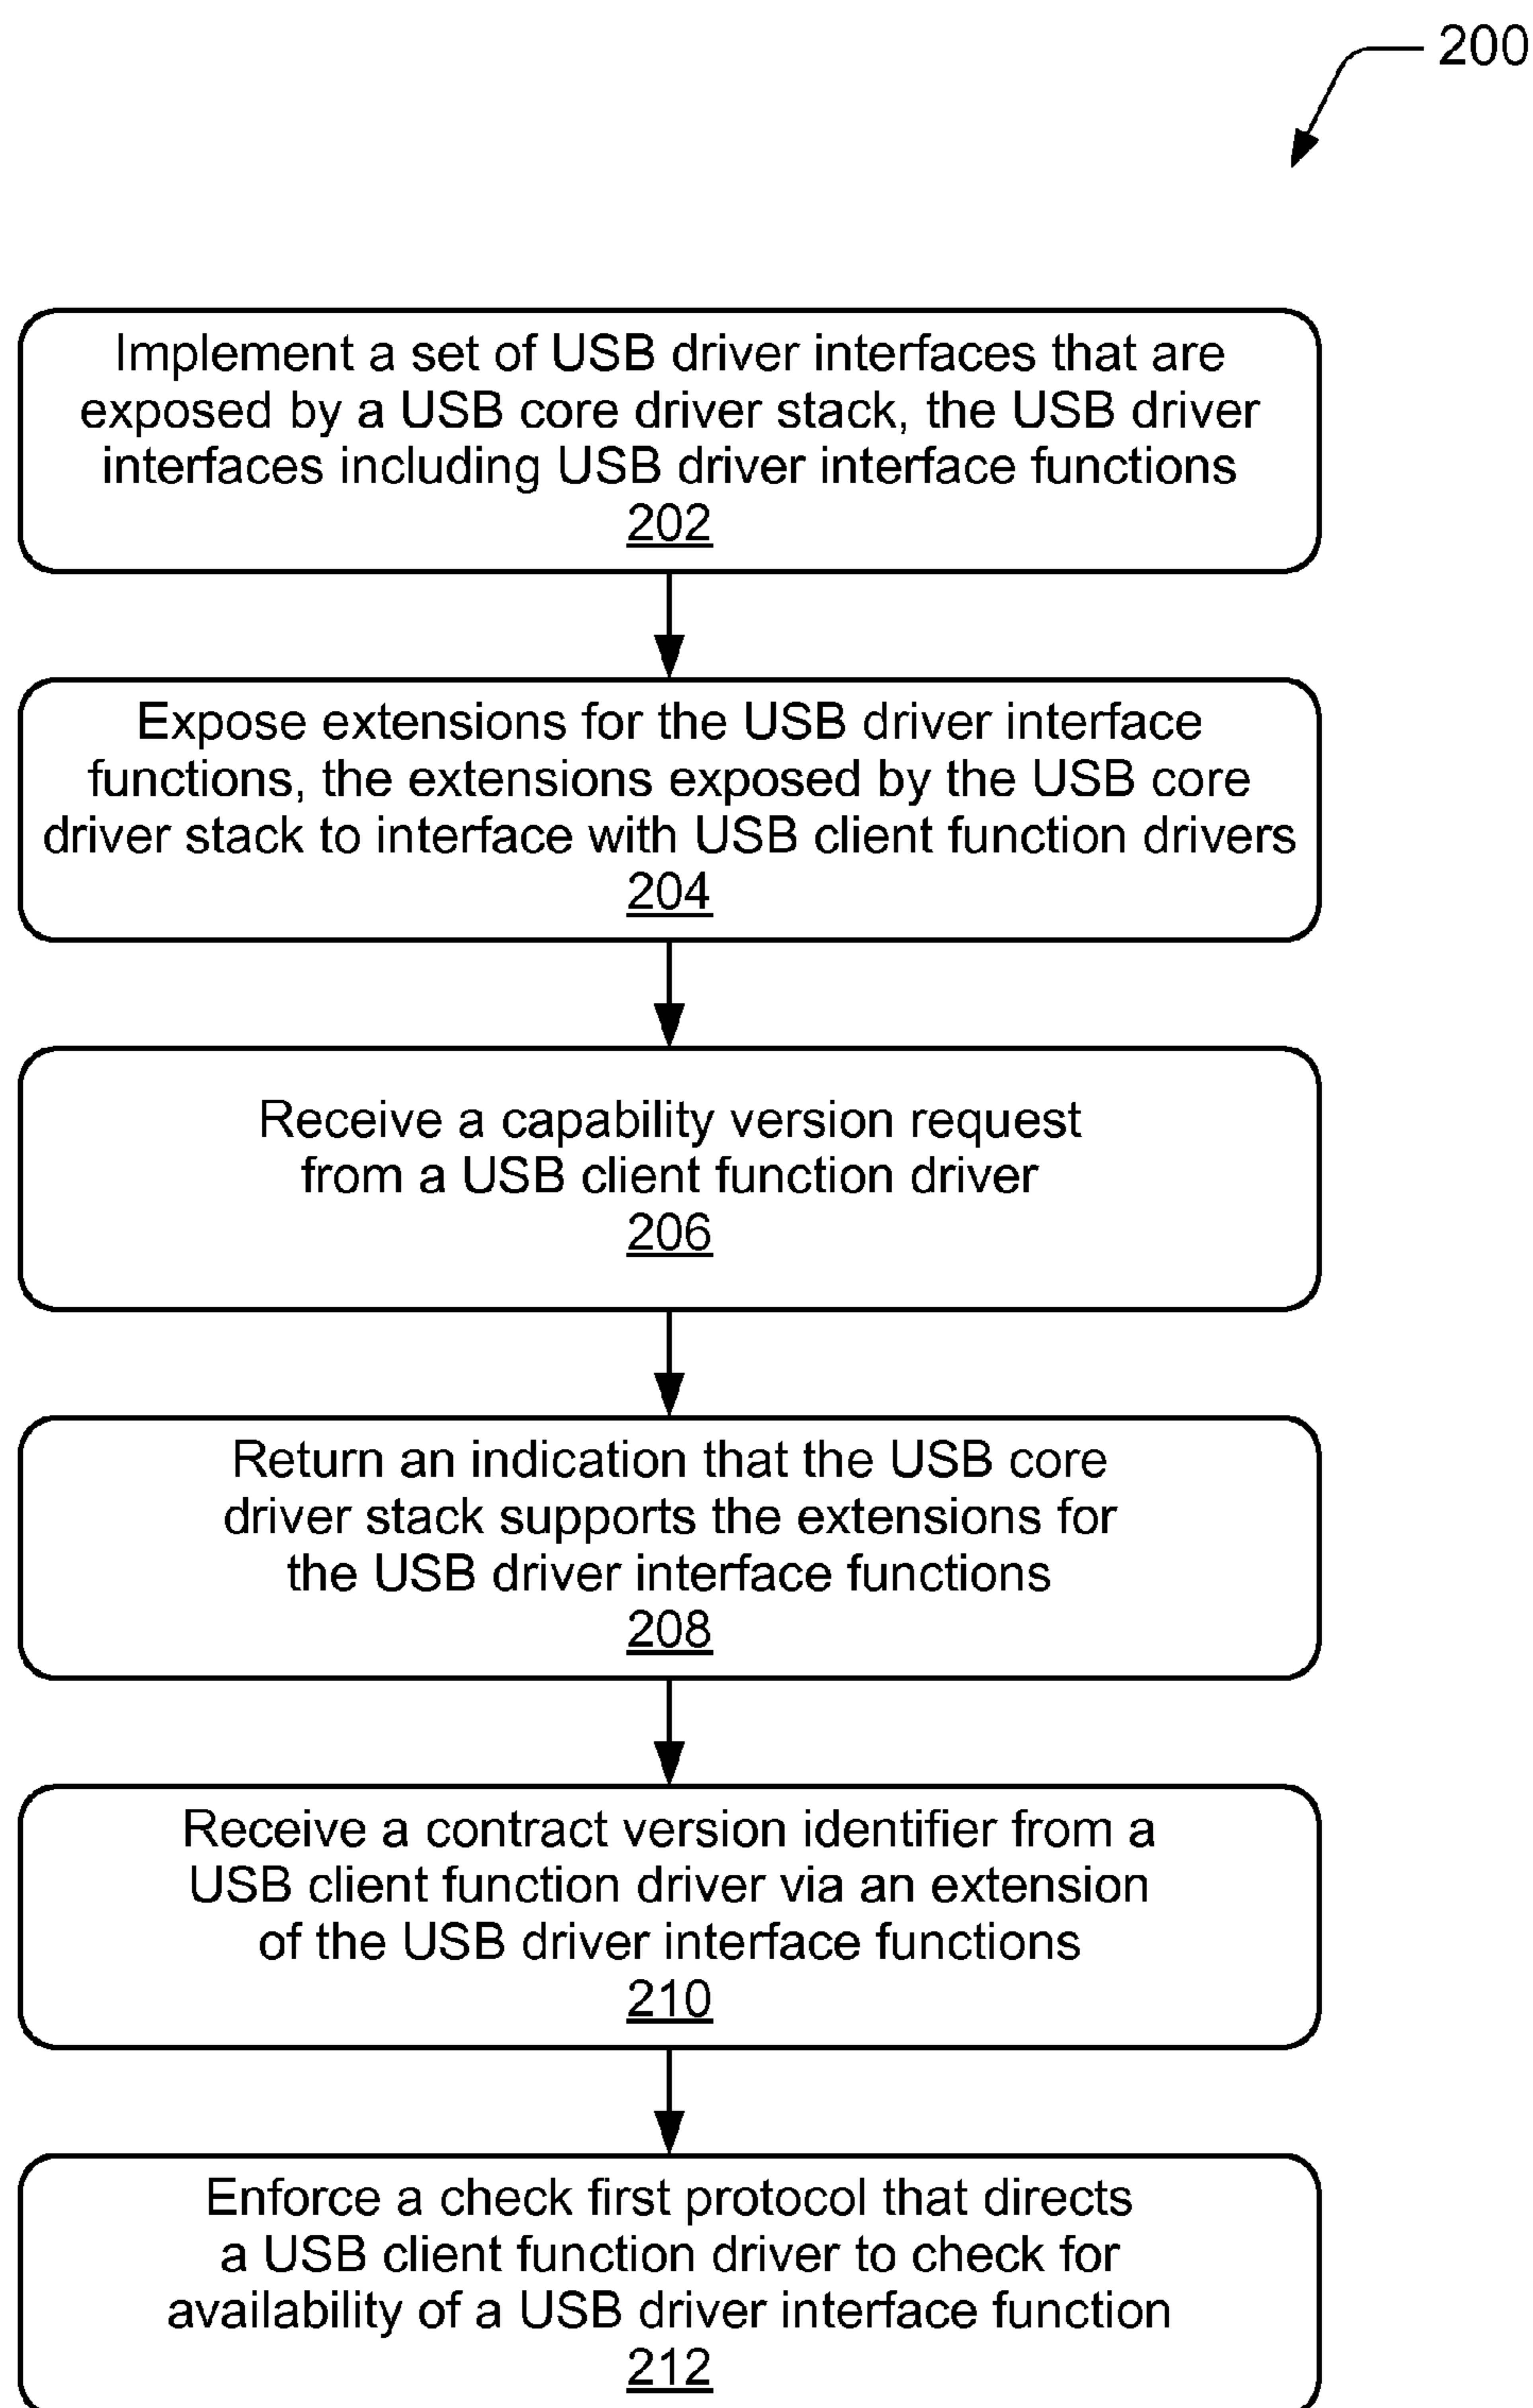 200
Implement a set of USB driver interfaces that are
exposed by a USB core driver stack, the USB driver
interfaces including USB driver interface functions
202
Expose extensions for the USB driver interface
functions, the extensions exposed by the USB core
driver stack to interface with USB client function drivers
204
Receive a capability version request
from a USB client function driver
206
Return an indication that the USB core
driver stack supports the extensions for
the USB driver interface functions
208
Receive a contract version identifier from a
USB client function driver via an extension
of the USB driver interface functions
210
Enforce a check first protocol that directs
a USB client function driver to check for
availability of a USB driver interface function
212